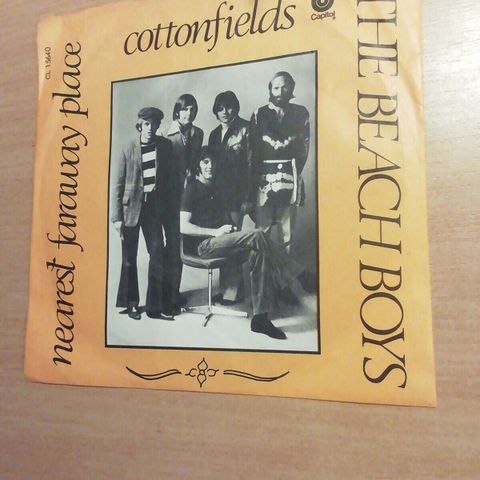 cottonfields
Capitol
CL 15640
nearest faraway place
THE BEACH BOYS